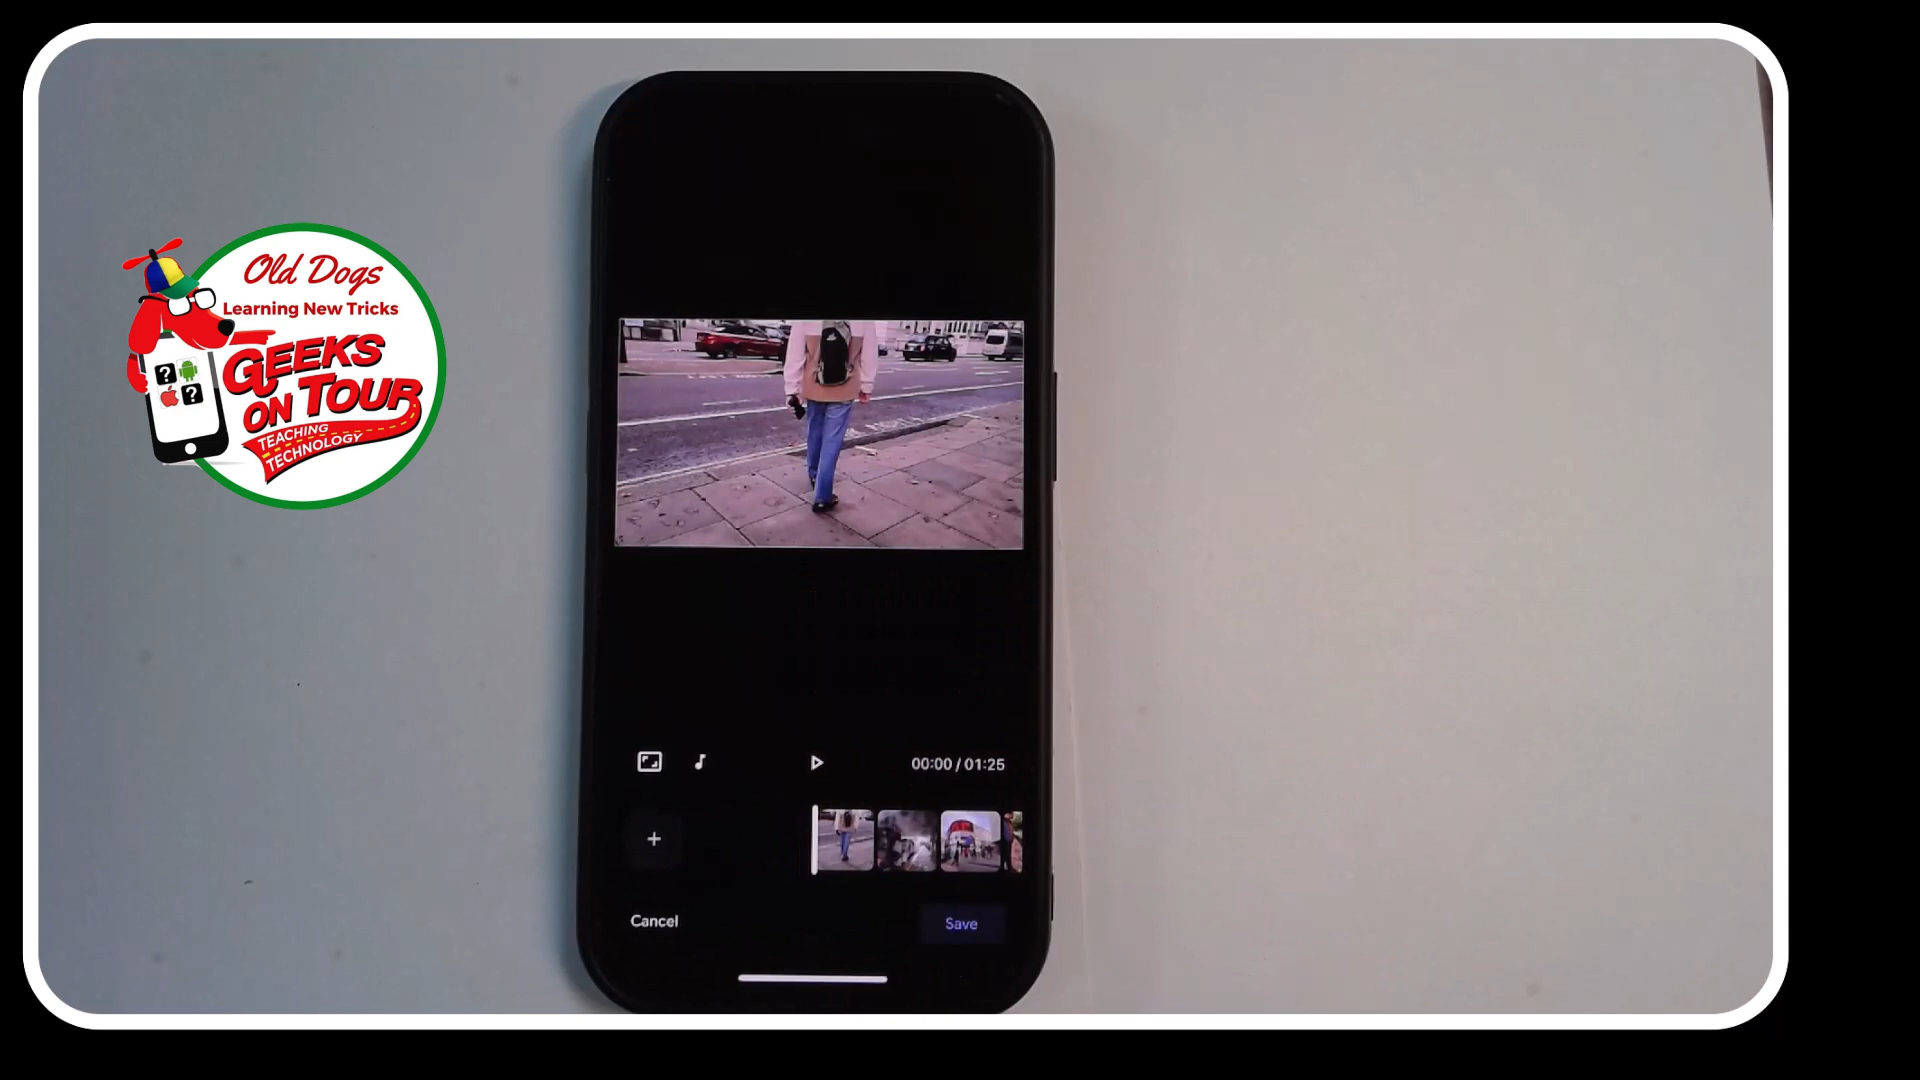 Old Dogs
Learning New Tricks
GEEKS
ON TOUR
TEACHING
TECHNOLOGY
? 
?
00:00 / 01:25
+
Cancel
Save